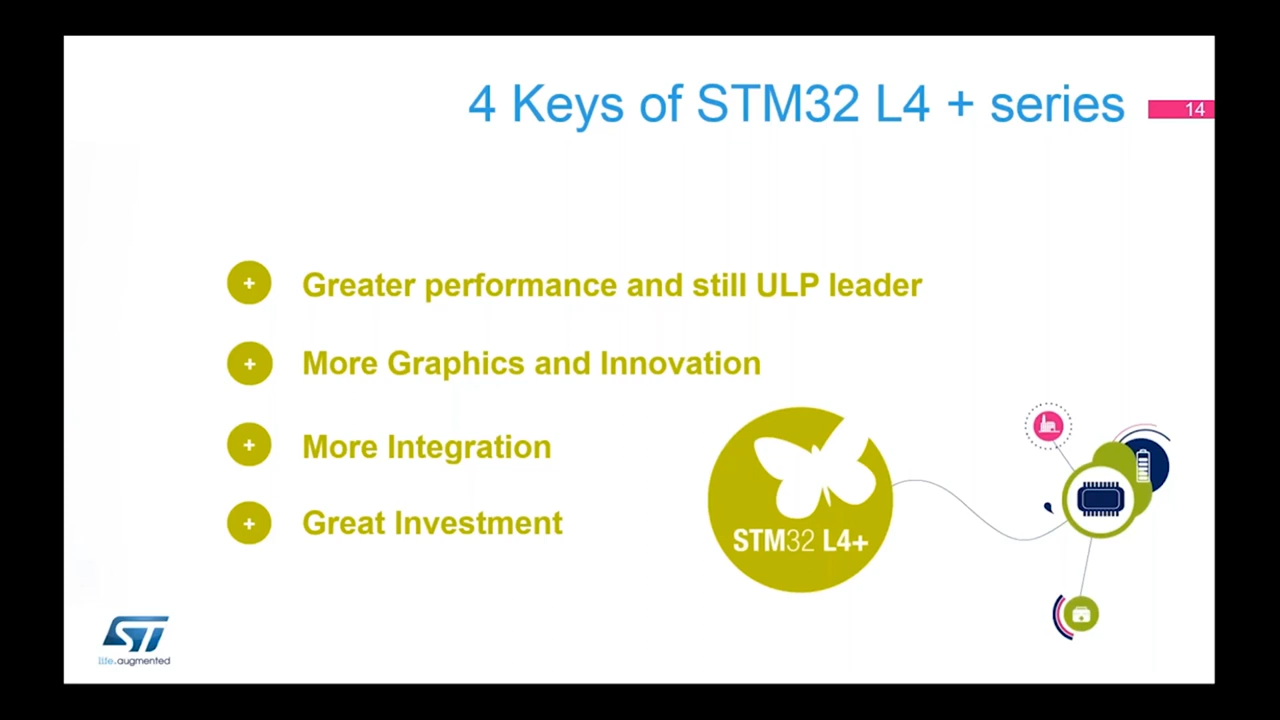 4 Keys of STM32 L4 + series
14
+ Greater performance and still ULP leader
+ More Graphics and Innovation
+ More Integration
+ Great Investment
STM32 L4+
ST
life.augmented